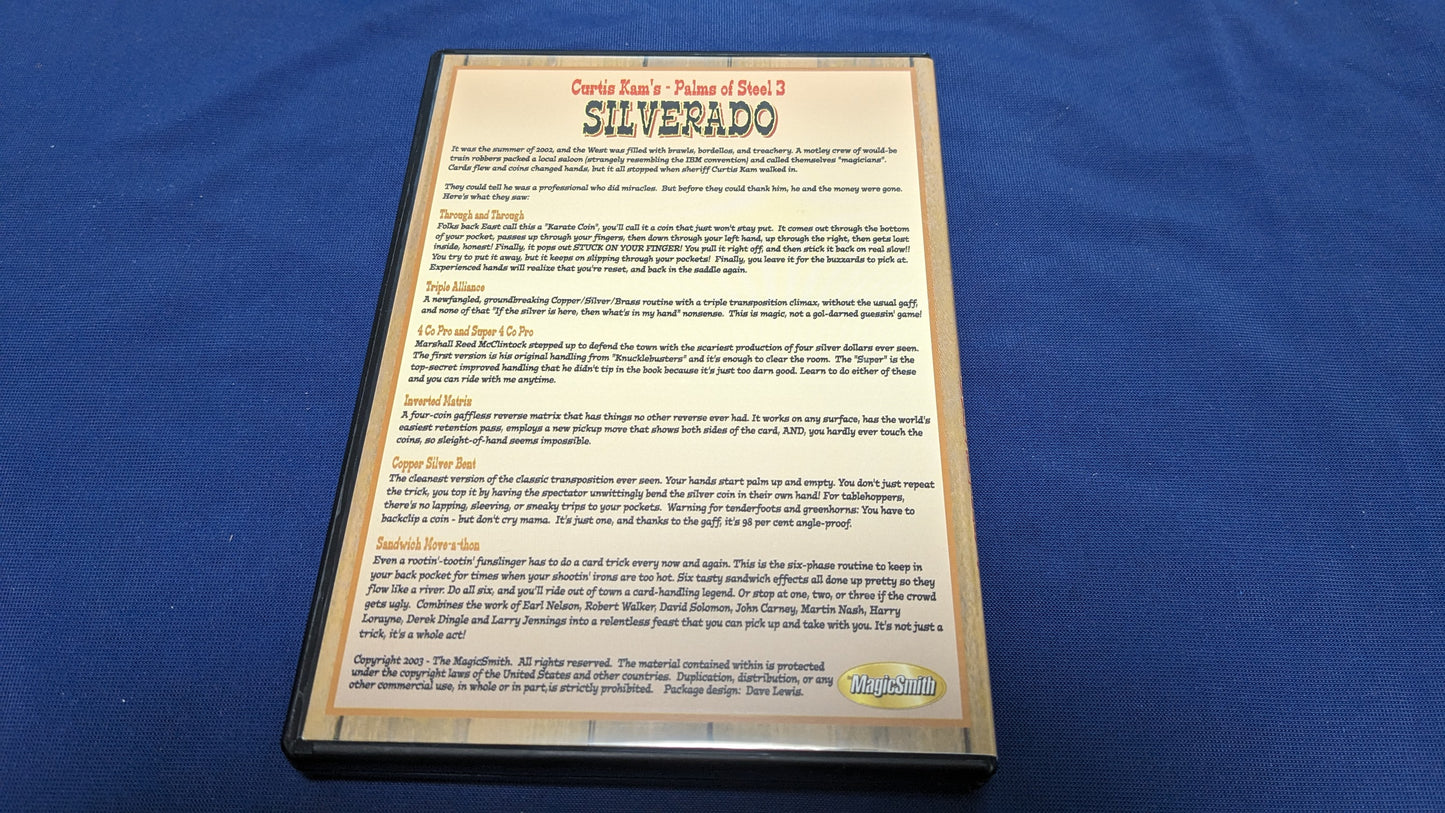 Curtis Kam's - Palms of Steel 3
SILVERADO
It was the summer of 2002, and the West was filled with brawls, bordellos, and treachery. A motley crew of would-be
train robbers packed a local saloon (strangely resembling the IBM convention) and called themselves "magicians".
Cards flew and coins changed hands, but it all stopped when sheriff Curtis Kam walked in.
They could tell he was a professional who did miracles. But before they could thank him, he and the money were gone.
Here's what they saw:
Through and Through
Folks back East call this a "Karate Coin", you'll call it a coin that just won't stay put. It comes out through the bottom
of your pocket, passes up through your fingers, then down through your left hand, up through the right, then gets lost
inside, honest! Finally, it pops out STUCK ON YOUR FINGER! You pull it right off, and then stick it back on real slow!!
You try to put it away, but it keeps on slipping through your pockets! Finally, you leave it for the buzzards to pick at.
Experienced hands will realize that you're reset, and back in the saddle again.
Triple Alliance
A newfangled, groundbreaking Copper/Silver/Brass routine with a triple transposition climax, without the usual gaff,
and none of that "If the silver is here, then what's in my hand" nonsense. This is magic, not a gol-darned guessin' game!
4 Co Pro and Super 4 Co Pro
Marshall Reed McClintock stepped up to defend the town with the scariest production of four silver dollars ever seen.
The first version is his original handling from "Knucklebusters" and it's enough to clear the room. The "Super" is the
top-secret improved handling that he didn't tip in the book because it's just too darn good. Learn to do either of these
and you can ride with me anytime.
Inverted Matrix
A four-coin gaffless reverse matrix that has things no other reverse ever had. It works on any surface, has the world's
easiest retention pass, employs a new pickup move that shows both sides of the card, AND, you hardly ever touch the
coins, so sleight-of-hand seems impossible.
Copper Silver Bent
The cleanest version of the classic transposition ever seen. Your hands start palm up and empty. You don't just repeat
the trick, you top it by having the spectator unwittingly bend the silver coin in their own hand! For tablehoppers,
there's no lapping, sleeving, or sneaky trips to your pockets. Warning for tenderfoots and greenhorns: You have to
backclip a coin - but don't cry mama. It's just one, and thanks to the gaff, it's 98 per cent angle-proof.
Sandwich Move-a-thon
Even a rootin'-tootin' funslinger has to do a card trick every now and again. This is the six-phase routine to keep in
your back pocket for times when your shootin' irons are too hot. Six tasty sandwich effects all done up pretty so they
flow like a river. Do all six, and you'll ride out of town a card-handling legend. Or stop at one, two, or three if the crowd
gets ugly. Combines the work of Earl Nelson, Robert Walker, David Solomon, John Carney, Martin Nash, Harry
Lorayne, Derek Dingle and Larry Jennings into a relentless feast that you can pick up and take with you. It's not just a
trick, it's a whole act!
Copyright 2003 - The MagicSmith. All rights reserved. The material contained within is protected
under the copyright laws of the United States and other countries. Duplication, distribution, or any
other commercial use, in whole or in part, is strictly prohibited. Package design: Dave Lewis.
The MagicSmith